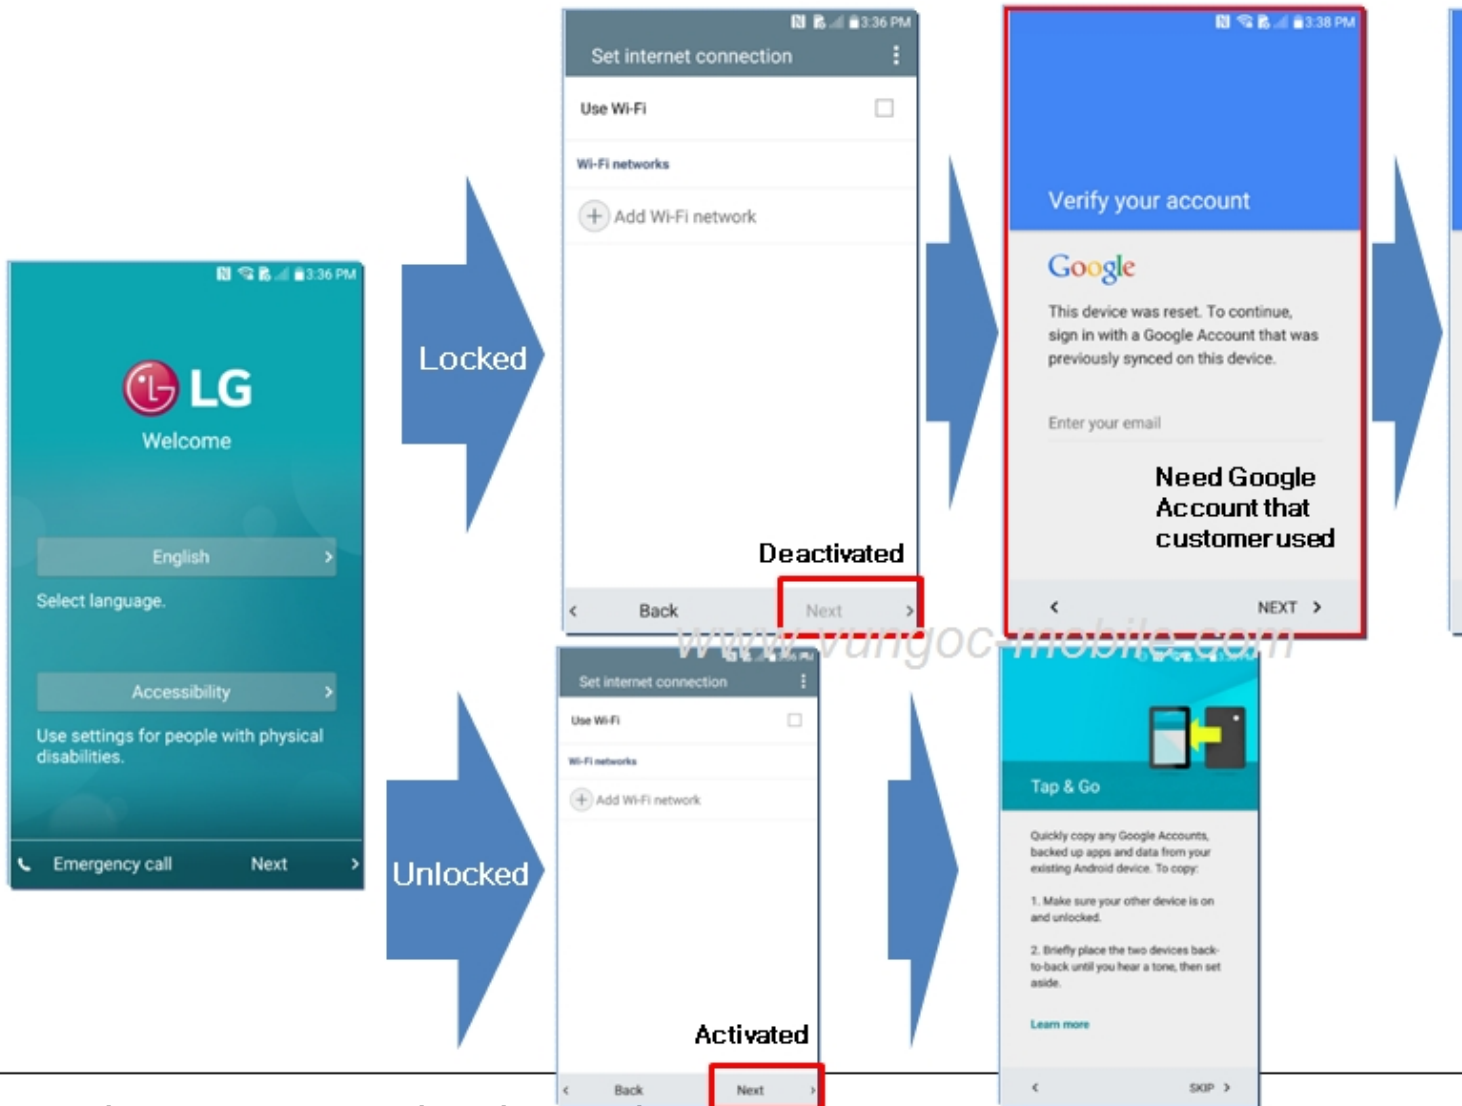 3:36 PM
LG
Welcome
English
Select language.
Accessibility
Use settings for people with physical
disabilities.
Emergency call
Next
Locked
3:36 PM
Set internet connection
Use Wi-Fi
Wi-Fi networks
Add Wi-Fi network
Deactivated
Back
Next
3:38 PM
Verify your account
Google
This device was reset. To continue,
sign in with a Google Account that was
previously synced on this device.
Enter your email
Need Google
Account that
customer used
NEXT
www.vungoc-mobile.com
Unlocked
Set internet connection
Use Wi-Fi
Wi-Fi networks
Add Wi-Fi network
Activated
Back
Next
Tap & Go
Quickly copy any Google Accounts,
backed up apps and data from your
existing Android device. To copy:
1. Make sure your other device is on
and unlocked.
2. Briefly place the two devices back-
to-back until you hear a tone, then set
aside.
Learn more
SKIP